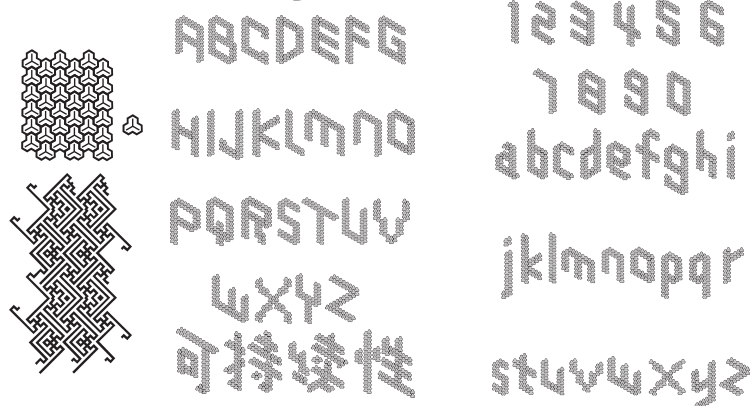 ABCDEFG
HIJKLMNO
PQRSTUV
WXYZ
可持续性
123456
7890
abcdefghi
jklmnopqr
stuvwxyz